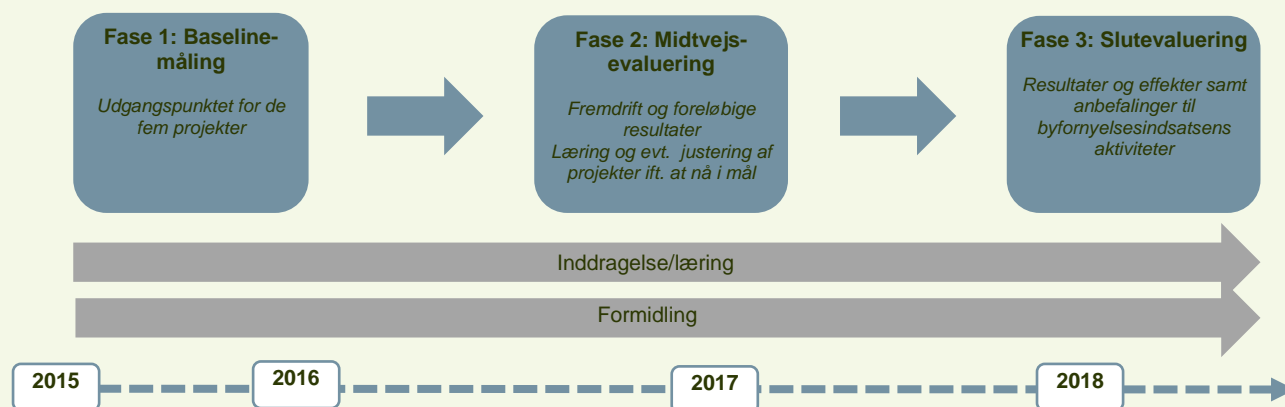 Fase 1: Baseline-
måling
Udgangspunktet for de
fem projekter
Fase 2: Midtvejs-
evaluering
Fremdrift og foreløbige
resultater
Læring og evt. justering af
projekter ift. at nå i mål
Fase 3: Slutevaluering
Resultater og effekter samt
anbefalinger til
byfornyelsesindsatsens
aktiviteter
Inddragelse/læring
Formidling
2015
2016
2017
2018